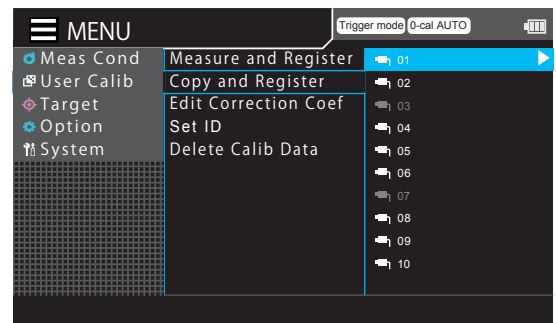 MENU
Trigger mode 0-cal AUTO
Meas Cond
User Calib
Target
Option
System
Measure and Register
Copy and Register
Edit Correction Coef
Set ID
Delete Calib Data
01
02
03
04
05
06
07
08
09
10